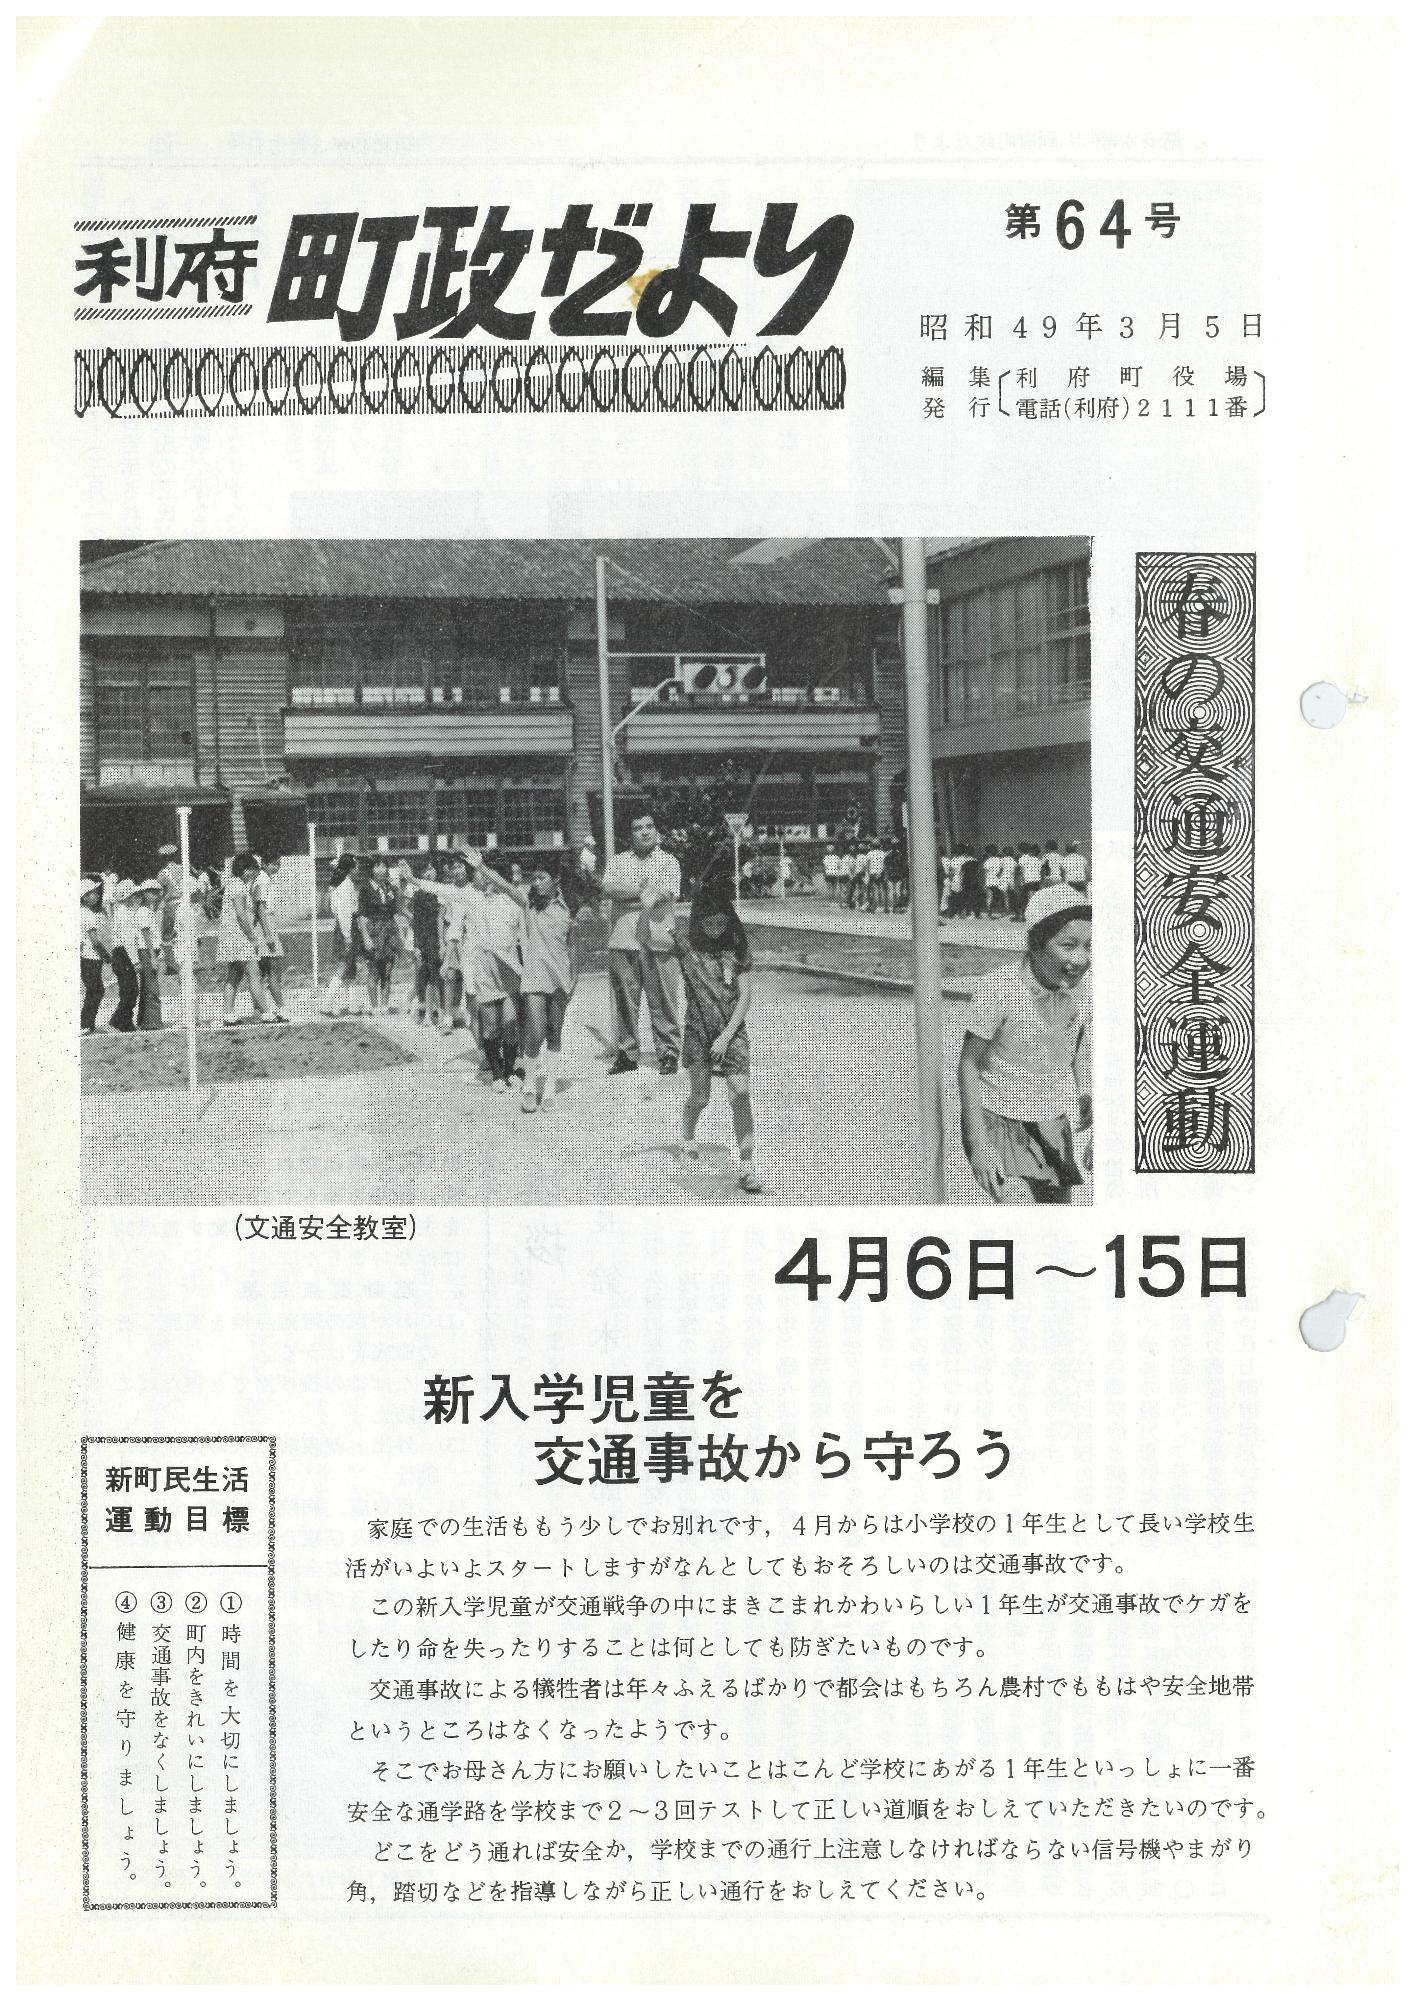 利府 町政だより
第64号
昭和49年3月5日
編集 利府町役場
発行 電話(利府)2111番
春の交通安全運動
(文通安全教室)
4月6日～15日
新入学児童を
交通事故から守ろう
家庭での生活ももう少しでお別れです，4月からは小学校の1年生として長い学校生
活がいよいよスタートしますがなんとしてもおそろしいのは交通事故です。
この新入学児童が交通戦争の中にまきこまれかわいらしい1年生が交通事故でケガを
したり命を失ったりすることは何としても防ぎたいものです。
交通事故による犠牲者は年々ふえるばかりで都会はもちろん農村でももはや安全地帯
というところはなくなったようです。
そこでお母さん方にお願いしたいことはこんど学校にあがる1年生といっしょに一番
安全な通学路を学校まで2～3回テストして正しい道順をおしえていただきたいのです。
どこをどう通れば安全か，学校までの通行上注意しなければならない信号機やまがり
角，踏切などを指導しながら正しい通行をおしえてください。
新町民生活
運動目標
①時間を大切にしましょう。
②町内をきれいにしましょう。
③交通事故をなくしましょう。
④健康を守りましょう。